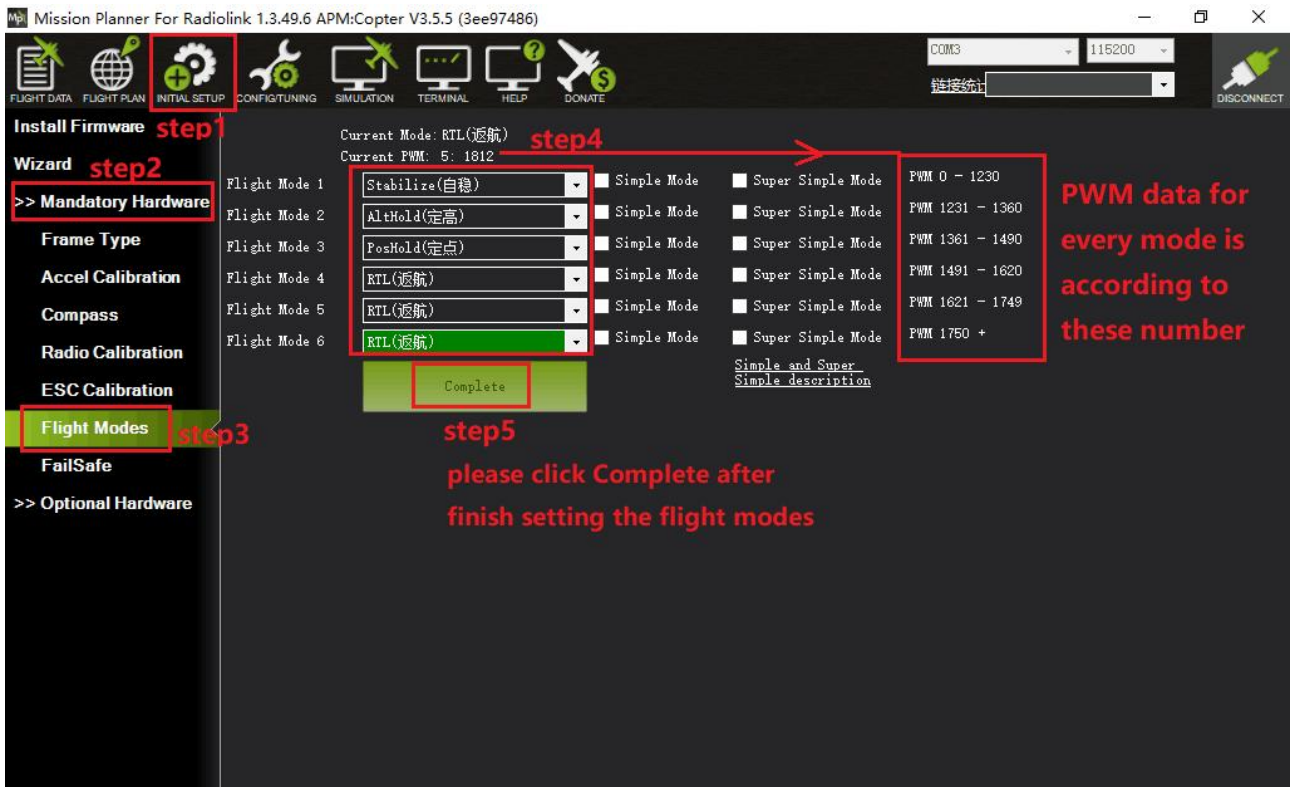 Mission Planner For Radiolink 1.3.49.6 APM:Copter V3.5.5 (3ee97486)
FLIGHT DATA FLIGHT PLAN INITIAL SETUP CONFIG/TUNING SIMULATION TERMINAL HELP DONATE
COM3 115200
链接统计
DISCONNECT
Install Firmware step1
Wizard step2
>> Mandatory Hardware
Frame Type
Accel Calibration
Compass
Radio Calibration
ESC Calibration
Flight Modes step3
FailSafe
>> Optional Hardware
Current Mode: RTL(返航) step4
Current PWM: 5: 1812
Flight Mode 1 Stabilize(自稳) Simple Mode Super Simple Mode PWM 0 - 1230
Flight Mode 2 AltHold(定高) Simple Mode Super Simple Mode PWM 1231 - 1360
Flight Mode 3 PosHold(定点) Simple Mode Super Simple Mode PWM 1361 - 1490
Flight Mode 4 RTL(返航) Simple Mode Super Simple Mode PWM 1491 - 1620
Flight Mode 5 RTL(返航) Simple Mode Super Simple Mode PWM 1621 - 1749
Flight Mode 6 RTL(返航) Simple Mode Super Simple Mode PWM 1750 +
Simple and Super
Simple description
Complete
step5
please click Complete after
finish setting the flight modes
PWM data for
every mode is
according to
these number